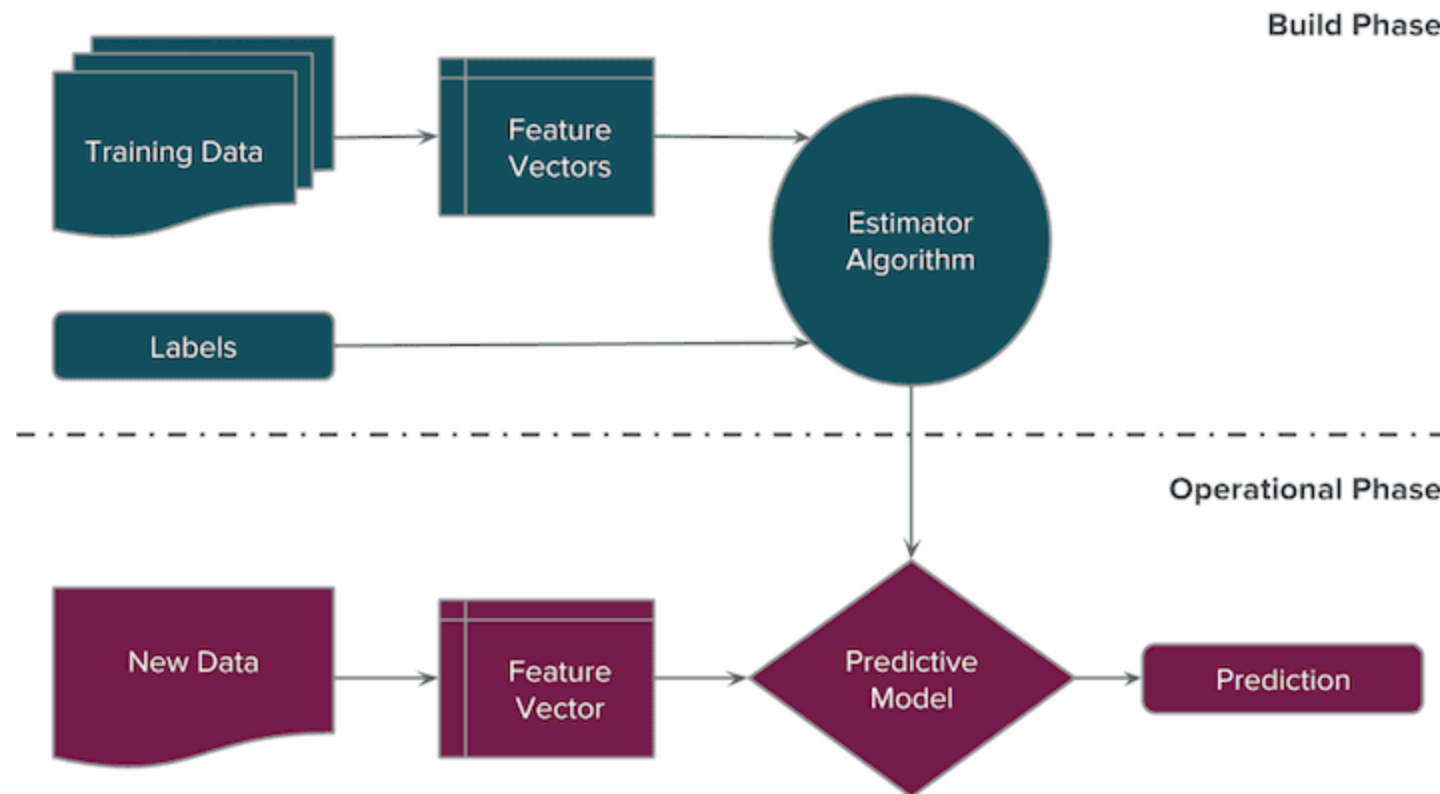 Build Phase
Training Data
Feature
Vectors
Estimator
Algorithm
Labels
Operational Phase
New Data
Feature
Vector
Predictive
Model
Prediction